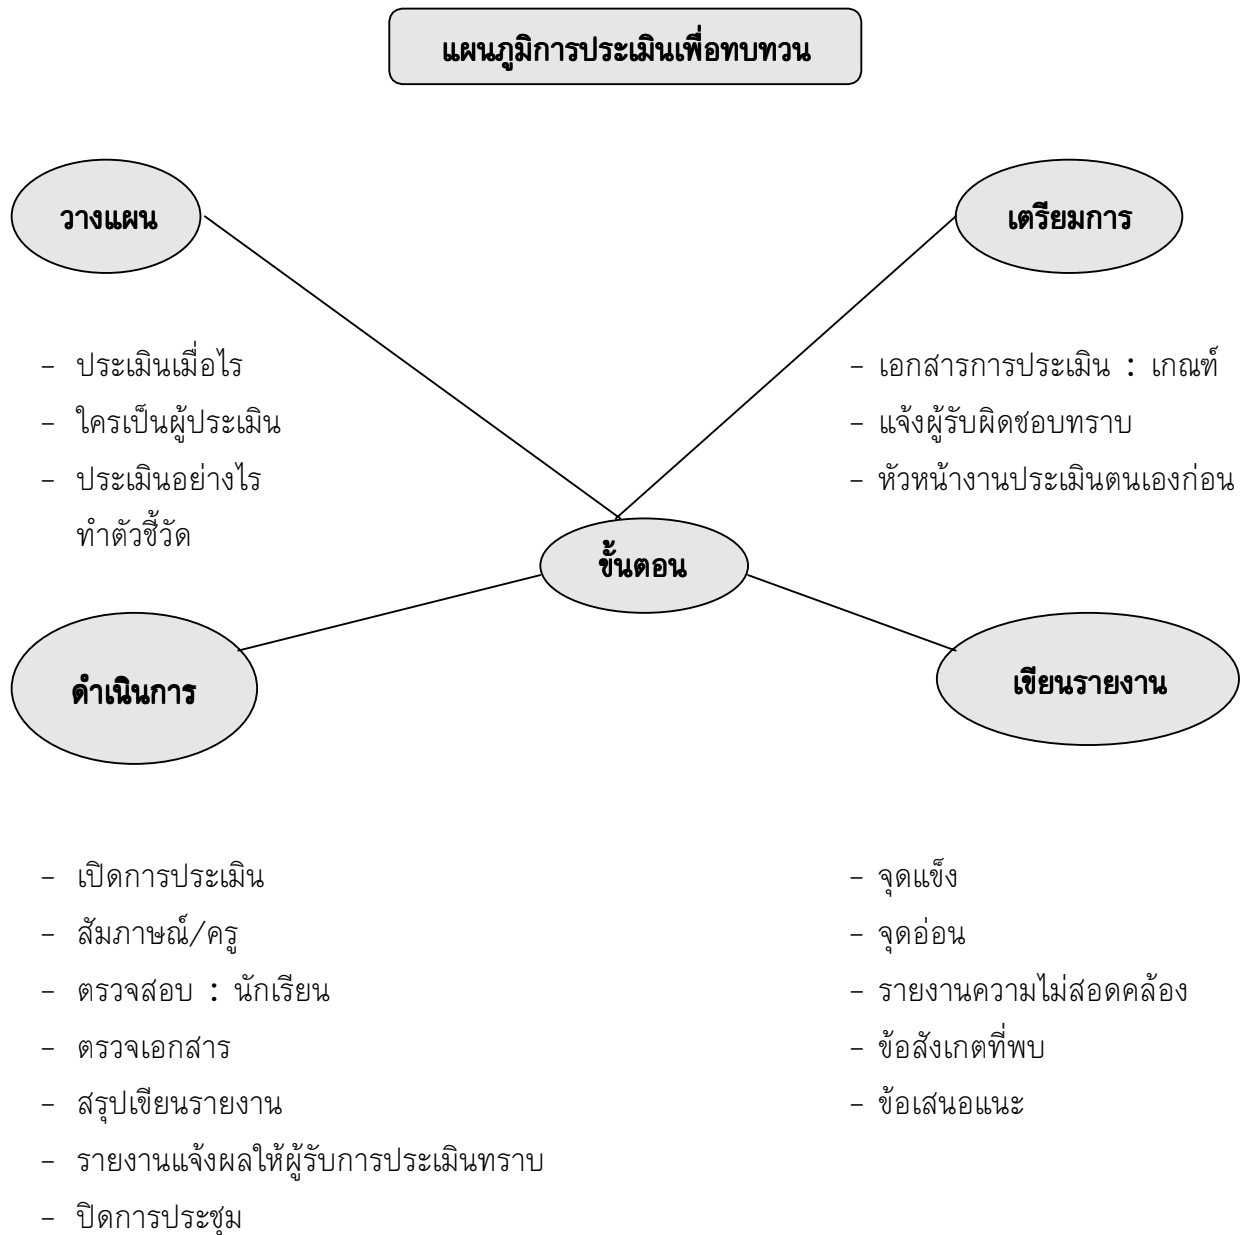 แผนภูมิการประเมินเพื่อทบทวน
วางแผน
- ประเมินเมื่อไร
- ใครเป็นผู้ประเมิน
- ประเมินอย่างไร
ทำตัวชี้วัด
เตรียมการ
- เอกสารการประเมิน : เกณฑ์
- แจ้งผู้รับผิดชอบทราบ
- หัวหน้างานประเมินตนเองก่อน
ขั้นตอน
ดำเนินการ
- เปิดการประเมิน
- สัมภาษณ์/ครู
- ตรวจสอบ : นักเรียน
- ตรวจเอกสาร
- สรุปเขียนรายงาน
- รายงานแจ้งผลให้ผู้รับการประเมินทราบ
- ปิดการประชุม
เขียนรายงาน
- จุดแข็ง
- จุดอ่อน
- รายงานความไม่สอดคล้อง
- ข้อสังเกตที่พบ
- ข้อเสนอแนะ